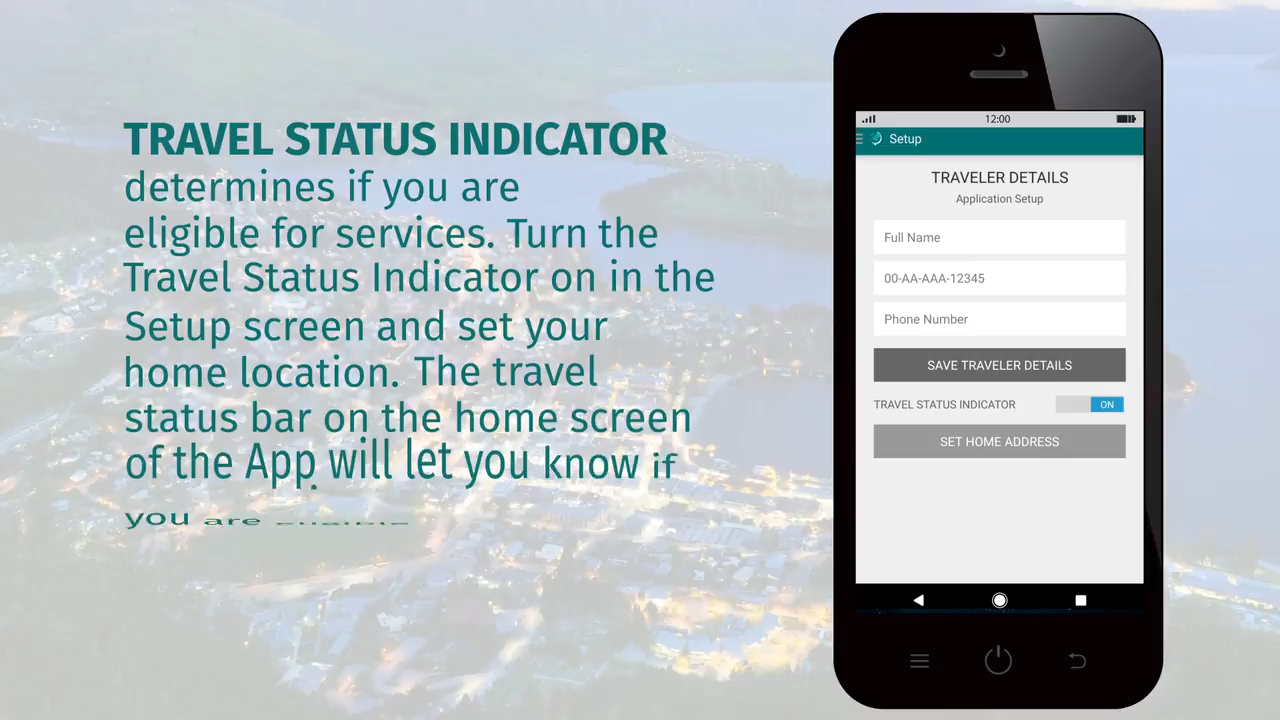 TRAVEL STATUS INDICATOR
determines if you are
eligible for services. Turn the
Travel Status Indicator on in the
Setup screen and set your
home location. The travel
status bar on the home screen
of the App will let you know if
you are
12:00
Setup
TRAVELER DETAILS
Application Setup
Full Name
00-AA-AAA-12345
Phone Number
SAVE TRAVELER DETAILS
TRAVEL STATUS INDICATOR ON
SET HOME ADDRESS